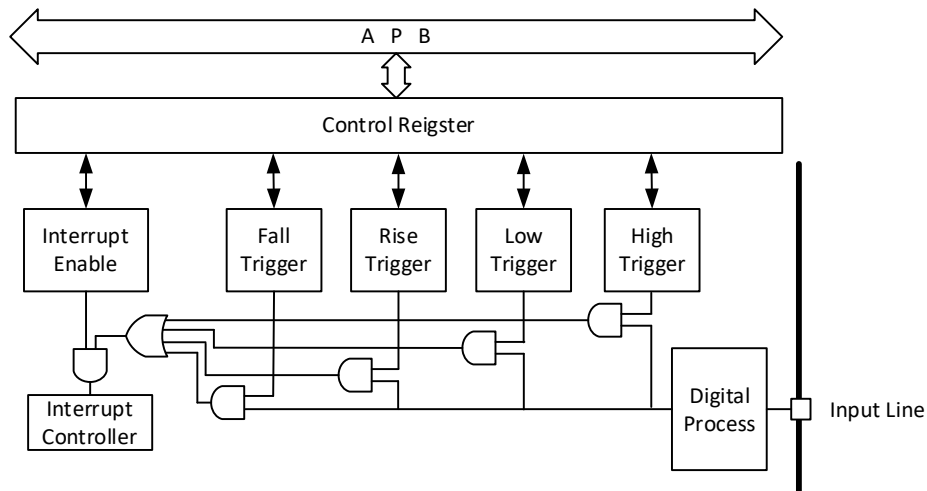 A P B
Control Reigster
Interrupt
Enable
Fall
Trigger
Rise
Trigger
Low
Trigger
High
Trigger
Interrupt
Controller
Digital
Process
Input Line